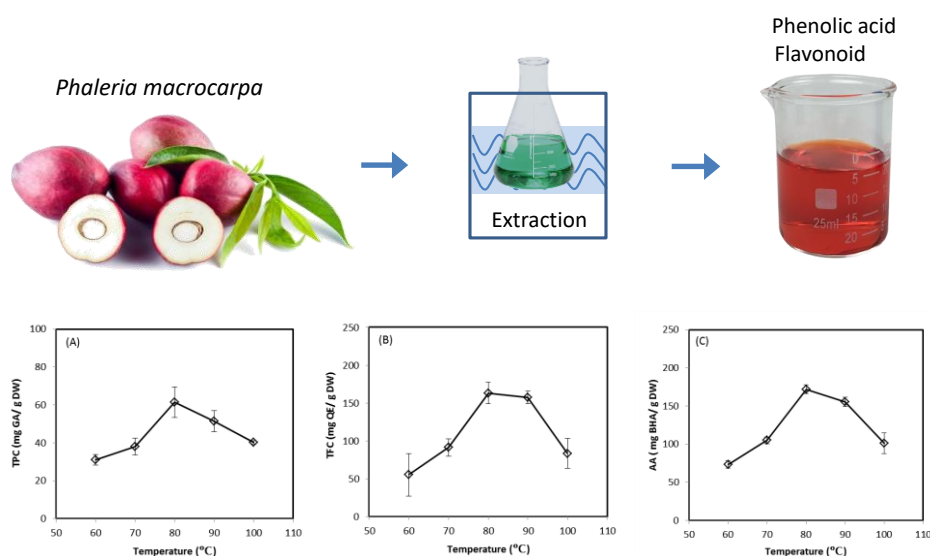 Phenolic acid
Flavonoid
Phaleria macrocarpa
Extraction
0
5
10
25ml 15
20
(A)
TPC (mg GA/ g DW)
100
80
60
40
20
0
50 60 70 80 90 100 110
Temperature (°C)
(B)
TFC (mg QE/ g DW)
250
200
150
100
50
0
50 60 70 80 90 100 110
Temperature (°C)
(C)
AA ( mg BHA/ g DW)
250
200
150
100
50
0
50 60 70 80 90 100 110
Temperature (°C)